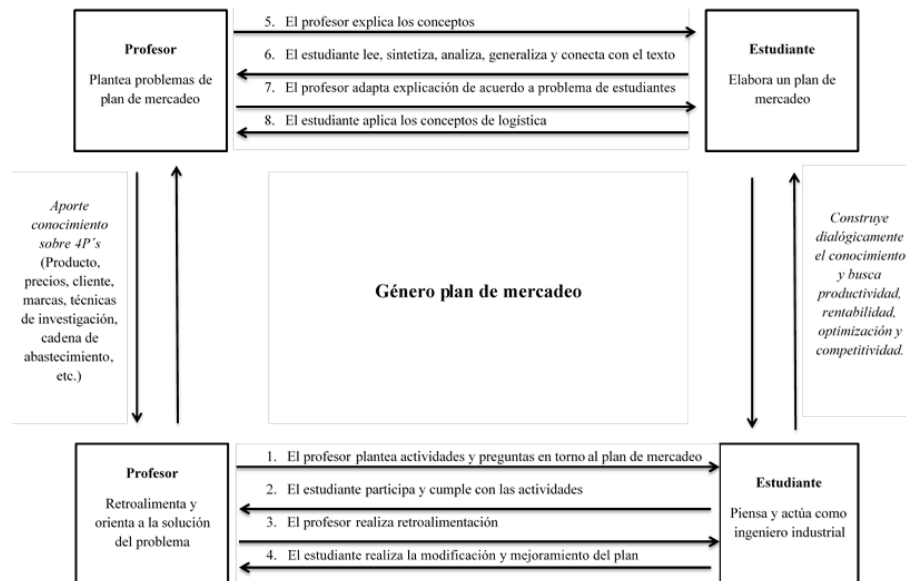 Profesor
Plantea problemas de
plan de mercadeo
5. El profesor explica los conceptos
6. El estudiante lee, sintetiza, analiza, generaliza y conecta con el texto
7. El profesor adapta explicación de acuerdo a problema de estudiantes
8. El estudiante aplica los conceptos de logística
Estudiante
Elabora un plan de
mercadeo
Aporte
conocimiento
sobre 4P´s
(Producto,
precios, cliente,
marcas, técnicas
de investigación,
cadena de
abastecimiento,
etc.)
Género plan de mercadeo
Construye
dialógicamente
el conocimiento
y busca
productividad,
rentabilidad,
optimización y
competitividad.
Profesor
Retroalimenta y
orienta a la solución
del problema
1. El profesor plantea actividades y preguntas en torno al plan de mercadeo
2. El estudiante participa y cumple con las actividades
3. El profesor realiza retroalimentación
4. El estudiante realiza la modificación y mejoramiento del plan
Estudiante
Piensa y actúa como
ingeniero industrial